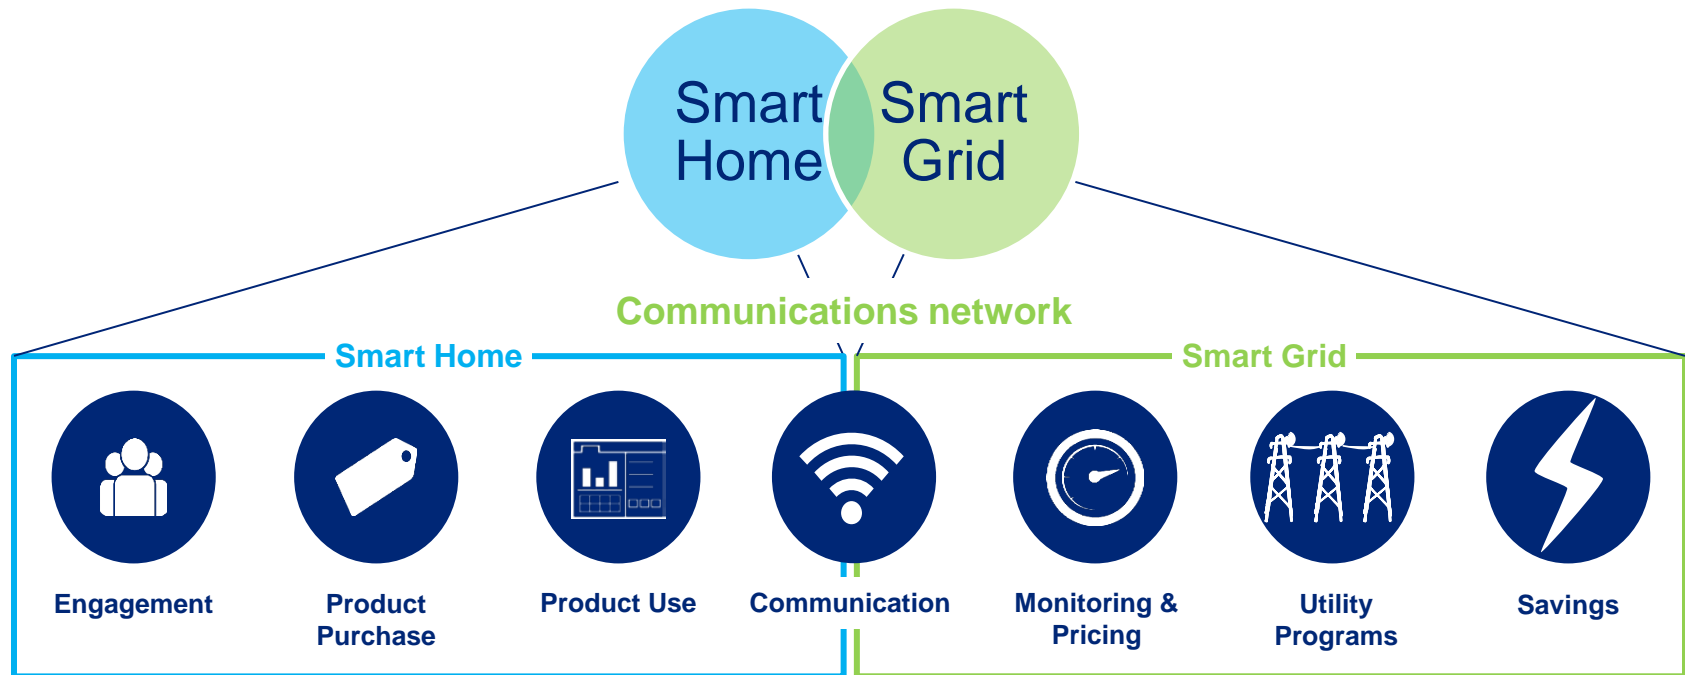 Smart
Home
Smart
Grid
Communications network
Smart Home
Smart Grid
Engagement
Product
Purchase
Product Use
Communication
Monitoring &
Pricing
Utility
Programs
Savings